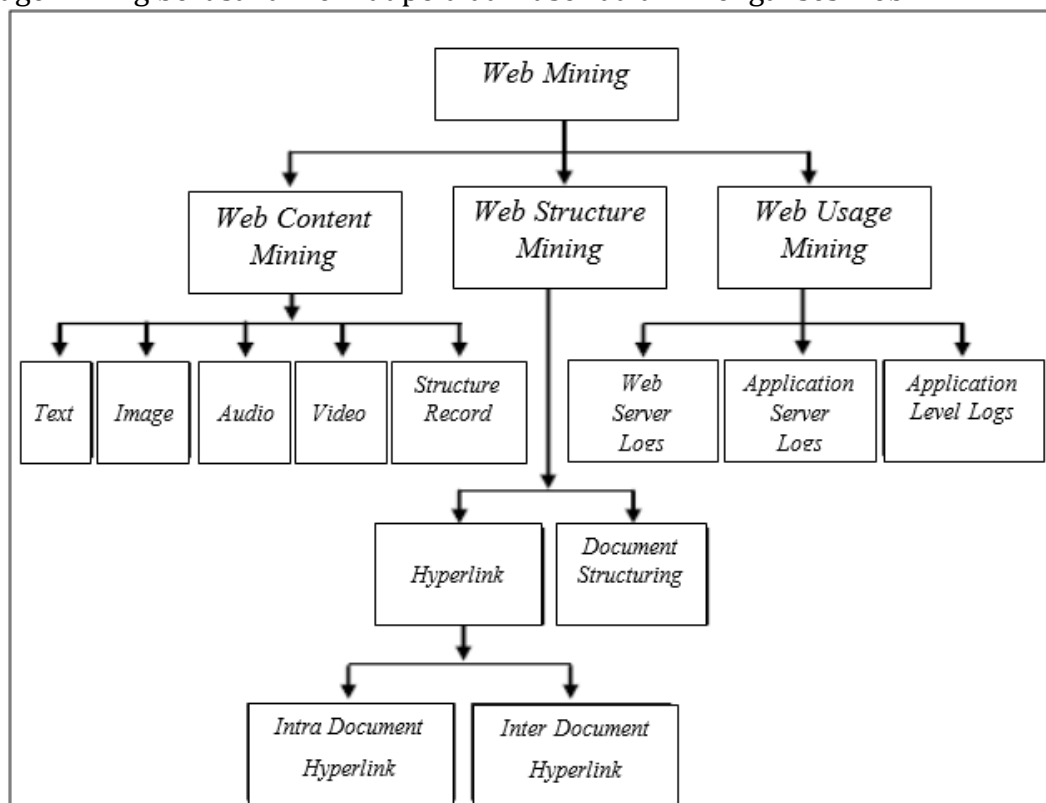 Web Mining
Web Content
Mining
Web Structure
Mining
Web Usage
Mining
Text
Image
Audio
Video
Structure
Record
Web
Server
Logs
Application
Server
Logs
Application
Level Logs
Hyperlink
Document
Structuring
Intra Document
Hyperlink
Inter Document
Hyperlink